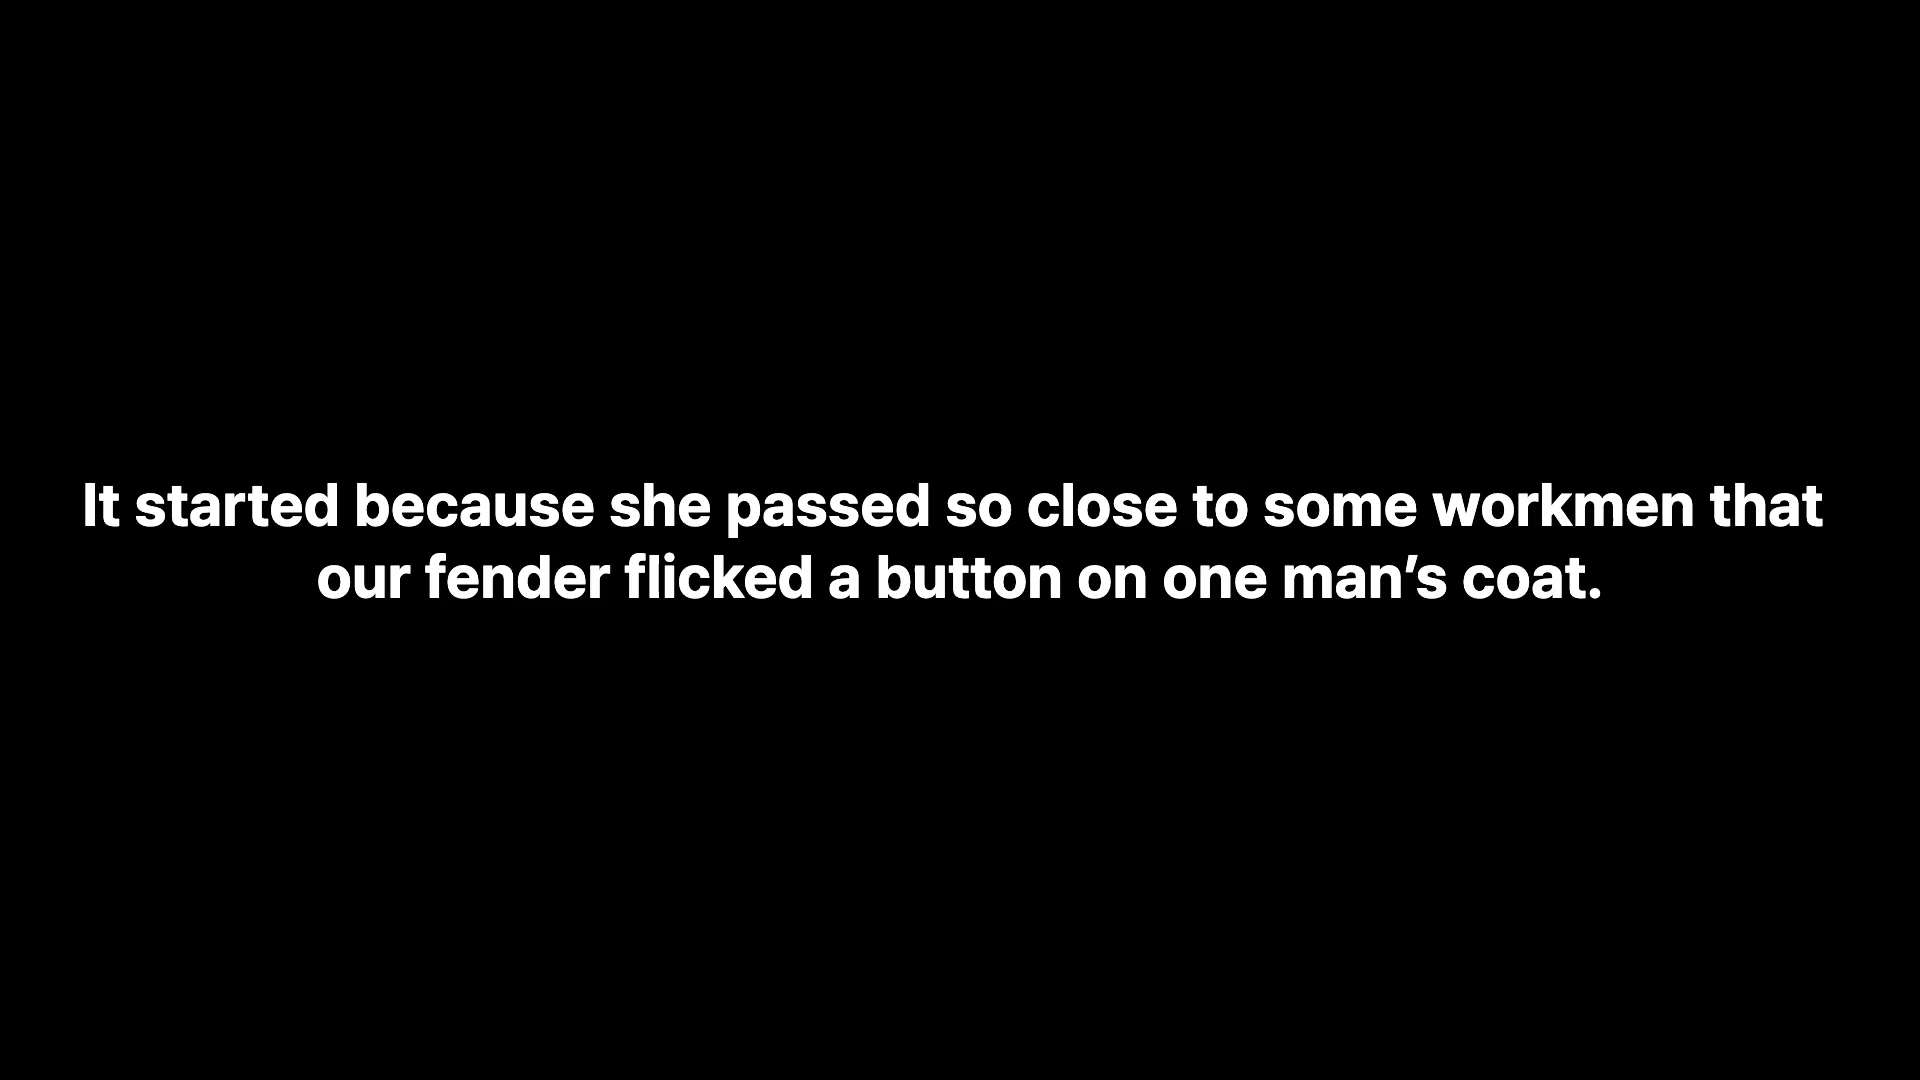 It started because she passed so close to some workmen that
our fender flicked a button on one man’s coat.